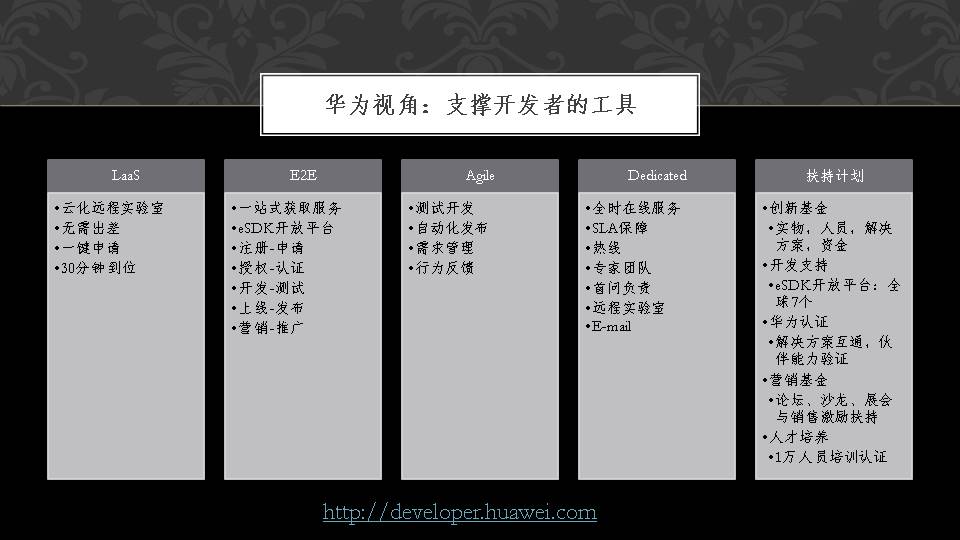 华为视角：支撑开发者的工具
LaaS
•云化远程实验室
•无需出差
•一键申请
•30分钟到位
E2E
•一站式获取服务
•eSDK开放平台
•注册-申请
•授权-认证
•开发-测试
•上线-发布
•营销-推广
Agile
•测试开发
•自动化发布
•需求管理
•行为反馈
Dedicated
•全时在线服务
•SLA保障
•热线
•专家团队
•首问负责
•远程实验室
•E-mail
扶持计划
•创新基金
•实物，人员，解决
方案，资金
•开发支持
•eSDK开放平台：全
球7个
•华为认证
•解决方案互通，伙
伴能力验证
•营销基金
•论坛、沙龙、展会
与销售激励扶持
•人才培养
•1万人员培训认证
http://developer.huawei.com